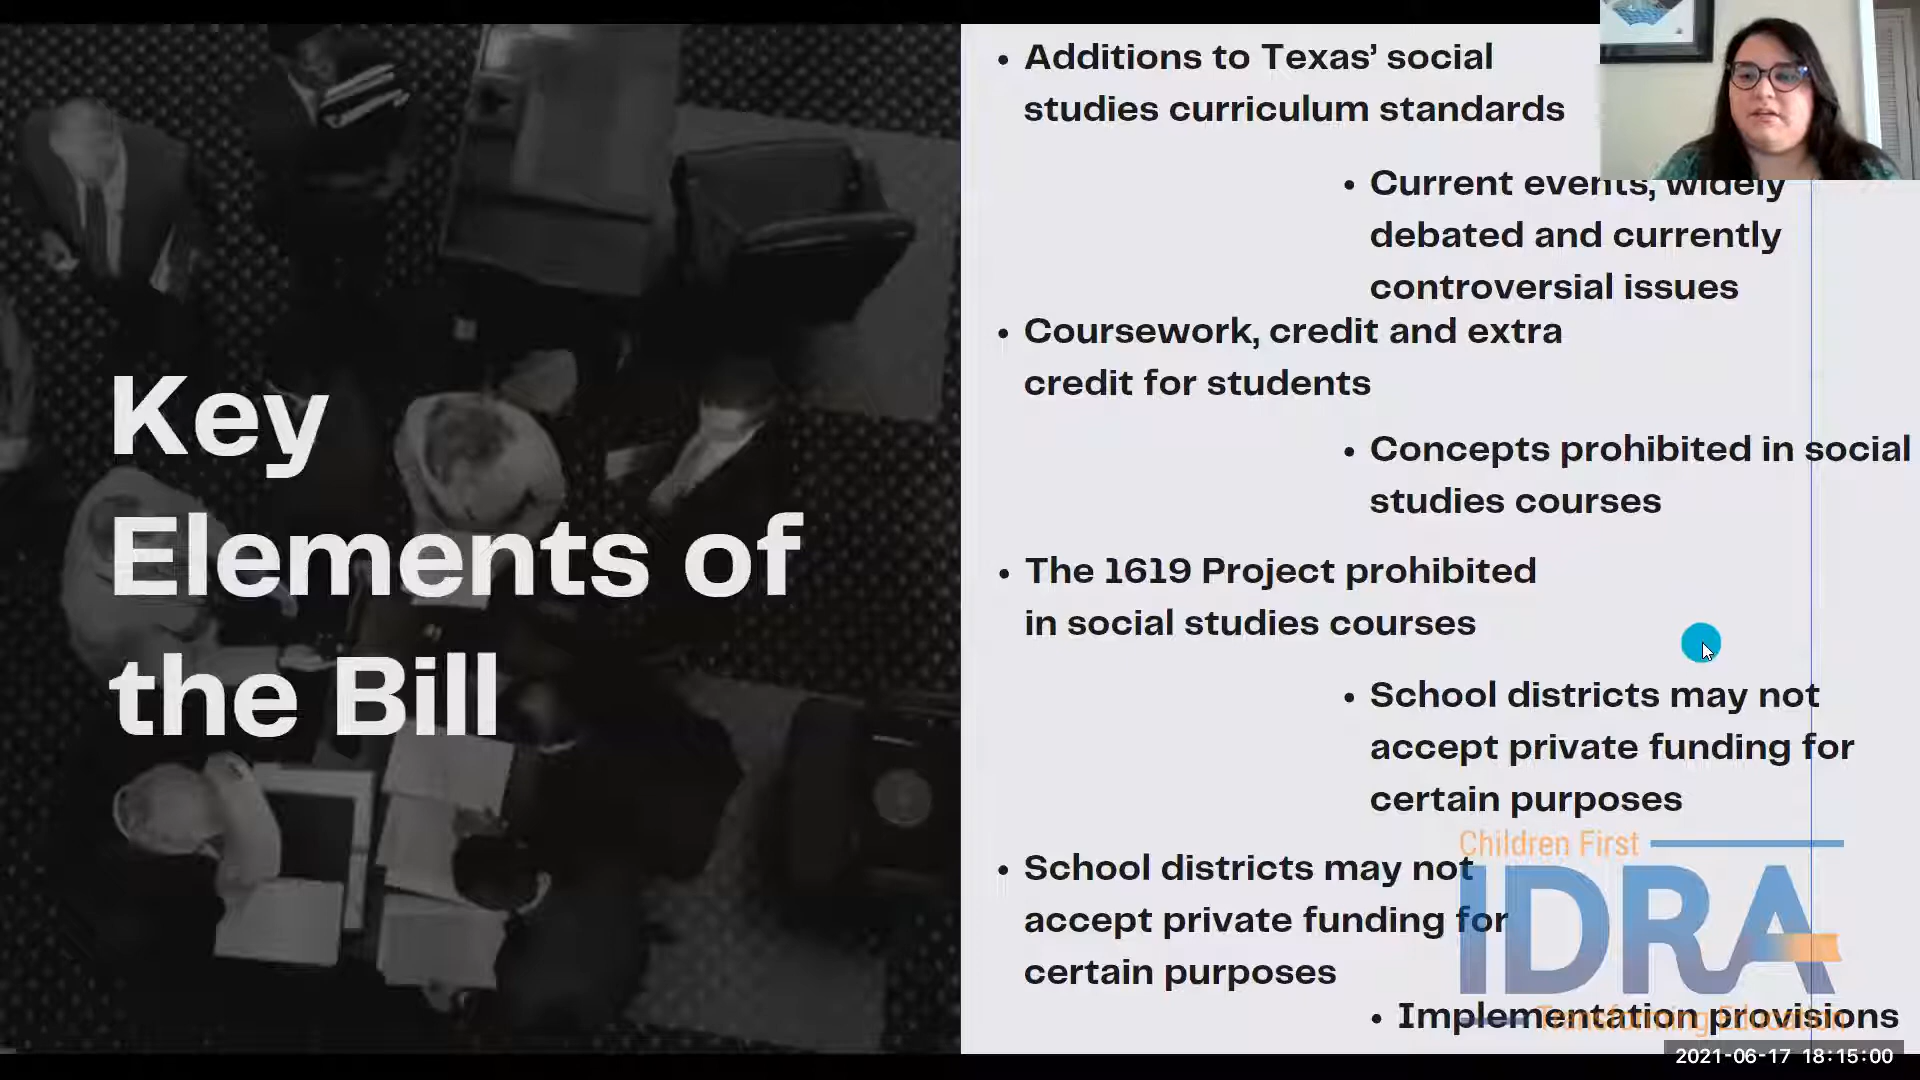 Key
Elements of
the Bill
• Additions to Texas’ social
studies curriculum standards
• Current events, widely
debated and currently
controversial issues
• Coursework, credit and extra
credit for students
• Concepts prohibited in social
studies courses
• The 1619 Project prohibited
in social studies courses
• School districts may not
accept private funding for
certain purposes
• School districts may not
accept private funding for
certain purposes
• Implementation provisions
Children First
IDRA
Transforming Education
2021-06-17 18:15:00